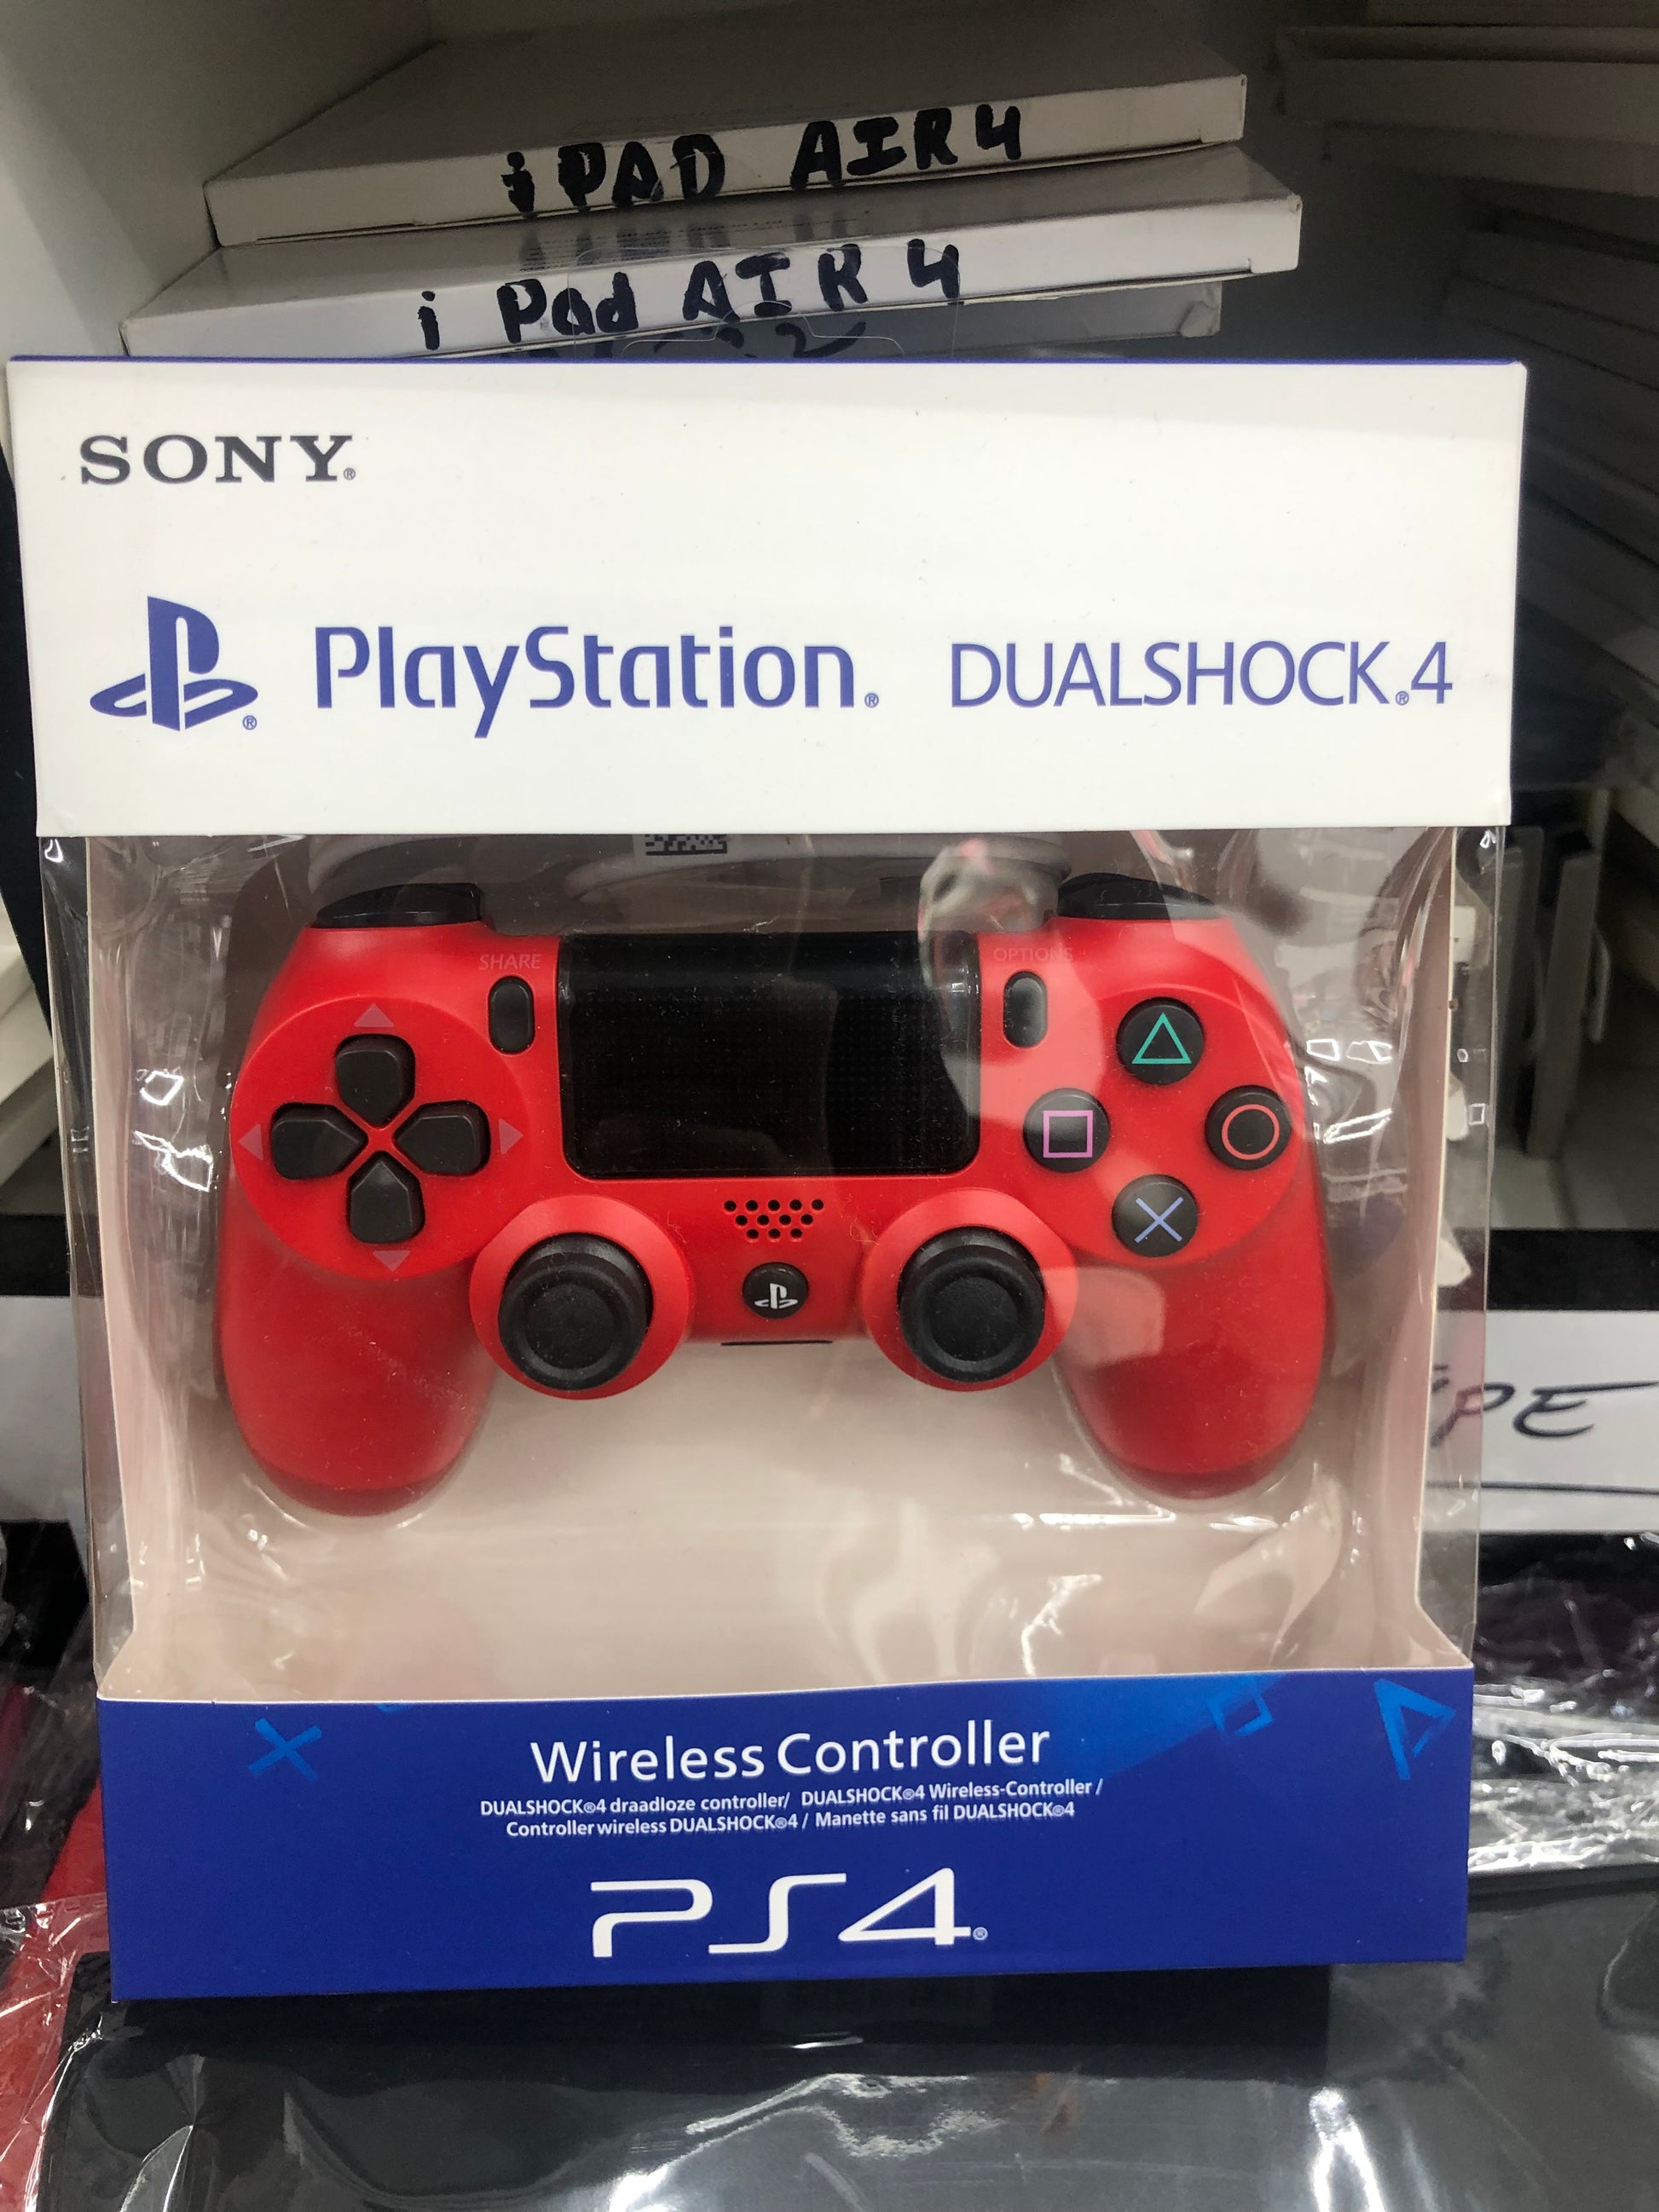 iPAD AIR4
i Pad AIR 4
SONY®
PlayStation® DUALSHOCK®4
SHARE
OPTIONS
Wireless Controller
DUALSHOCK®4 draadloze controller/ DUALSHOCK®4 Wireless-Controller /
Controller wireless DUALSHOCK®4 / Manette sans fil DUALSHOCK®4
PS4®